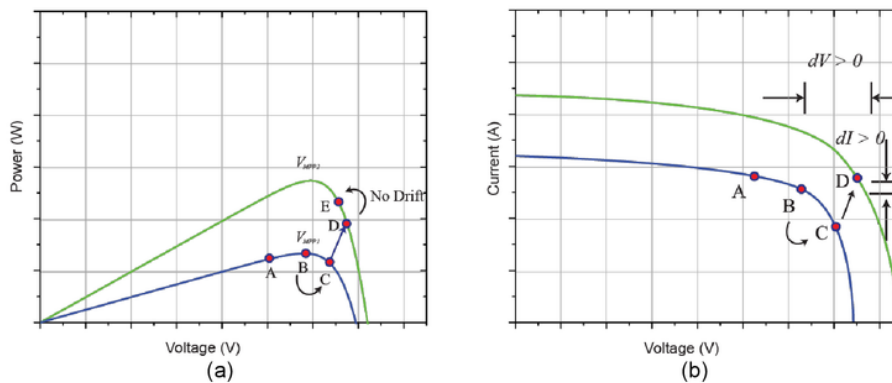 Power (W)
V_MPP2
E
No Drift
D
V_MPP1
A
B
C
Voltage (V)
(a)
Current (A)
dV > 0
dI > 0
A
B
D
C
Voltage (V)
(b)